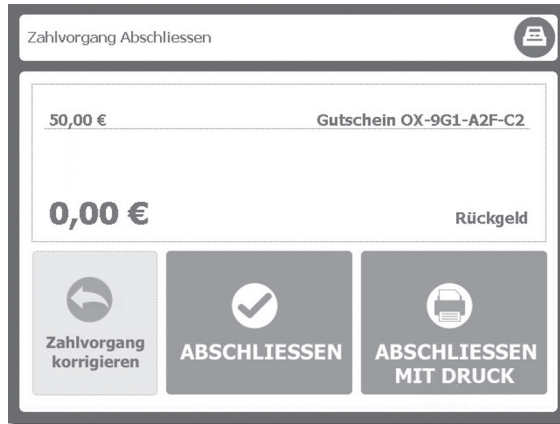 Zahlvorgang Abschliessen
50,00 € Gutschein OX-9G1-A2F-C2
0,00 € Rückgeld
Zahlvorgang
korrigieren
ABSCHLIESSEN
ABSCHLIESSEN
MIT DRUCK